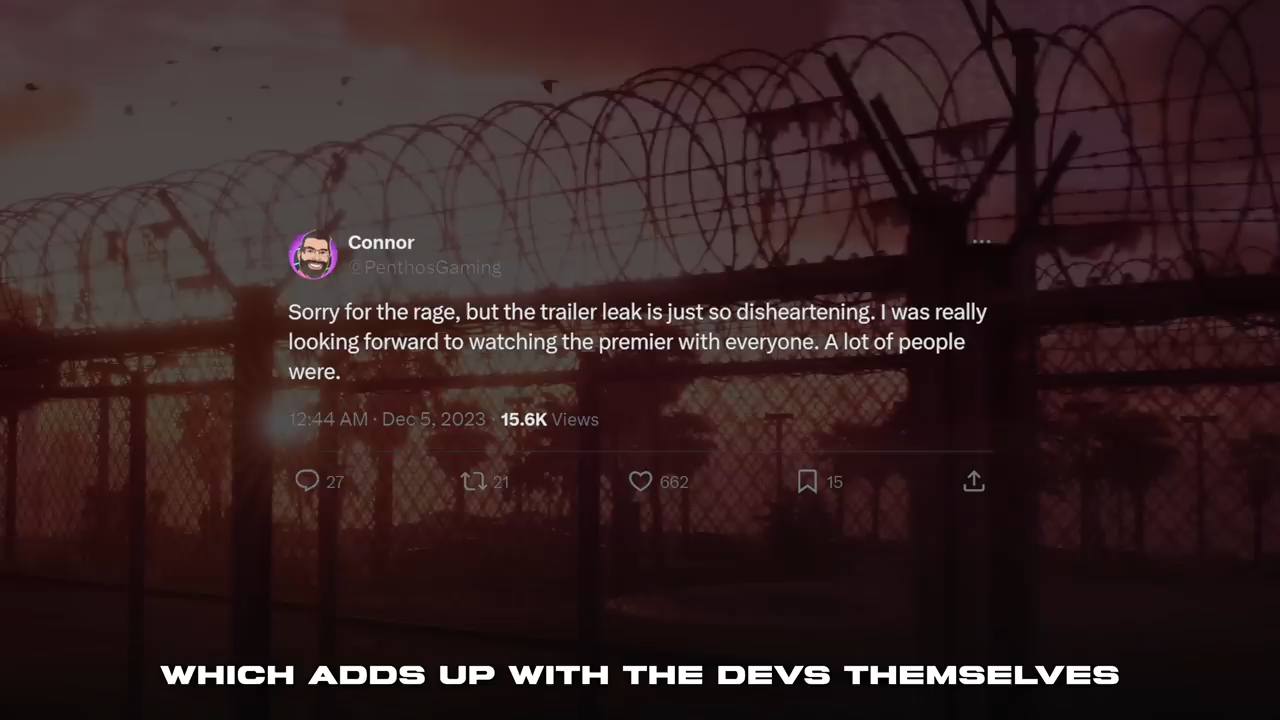 Connor
@PenthosGaming
Sorry for the rage, but the trailer leak is just so disheartening. I was really
looking forward to watching the premier with everyone. A lot of people
were.
12:44 AM · Dec 5, 2023 · 15.6K Views
27 21 662 15
WHICH ADDS UP WITH THE DEVS THEMSELVES